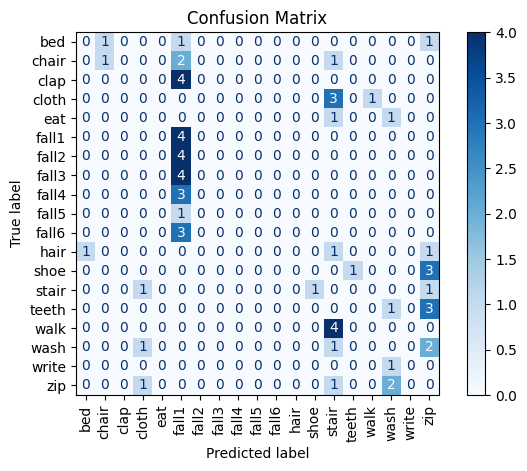 Confusion Matrix
True label
bed 0 1 0 0 0 1 0 0 0 0 0 0 0 0 0 0 0 0 1
chair 0 1 0 0 0 2 0 0 0 0 0 0 0 1 0 0 0 0 0
clap 0 0 0 0 0 4 0 0 0 0 0 0 0 0 0 0 0 0 0
cloth 0 0 0 0 0 0 0 0 0 0 0 0 0 3 0 1 0 0 0
eat 0 0 0 0 0 0 0 0 0 0 0 0 0 1 0 0 1 0 0
fall1 0 0 0 0 0 4 0 0 0 0 0 0 0 0 0 0 0 0 0
fall2 0 0 0 0 0 4 0 0 0 0 0 0 0 0 0 0 0 0 0
fall3 0 0 0 0 0 4 0 0 0 0 0 0 0 0 0 0 0 0 0
fall4 0 0 0 0 0 3 0 0 0 0 0 0 0 0 0 0 0 0 0
fall5 0 0 0 0 0 1 0 0 0 0 0 0 0 0 0 0 0 0 0
fall6 0 0 0 0 0 3 0 0 0 0 0 0 0 0 0 0 0 0 0
hair 1 0 0 0 0 0 0 0 0 0 0 0 0 1 0 0 0 0 1
shoe 0 0 0 0 0 0 0 0 0 0 0 0 0 0 1 0 0 0 3
stair 0 0 0 1 0 0 0 0 0 0 0 0 1 0 0 0 0 0 1
teeth 0 0 0 0 0 0 0 0 0 0 0 0 0 0 0 0 1 0 3
walk 0 0 0 0 0 0 0 0 0 0 0 0 0 4 0 0 0 0 0
wash 0 0 0 1 0 0 0 0 0 0 0 0 0 1 0 0 0 0 2
write 0 0 0 0 0 0 0 0 0 0 0 0 0 0 0 0 1 0 0
zip 0 0 0 1 0 0 0 0 0 0 0 0 0 1 0 0 2 0 0
bed chair clap cloth eat fall1 fall2 fall3 fall4 fall5 fall6 hair shoe stair teeth walk wash write zip
Predicted label
4.0
3.5
3.0
2.5
2.0
1.5
1.0
0.5
0.0